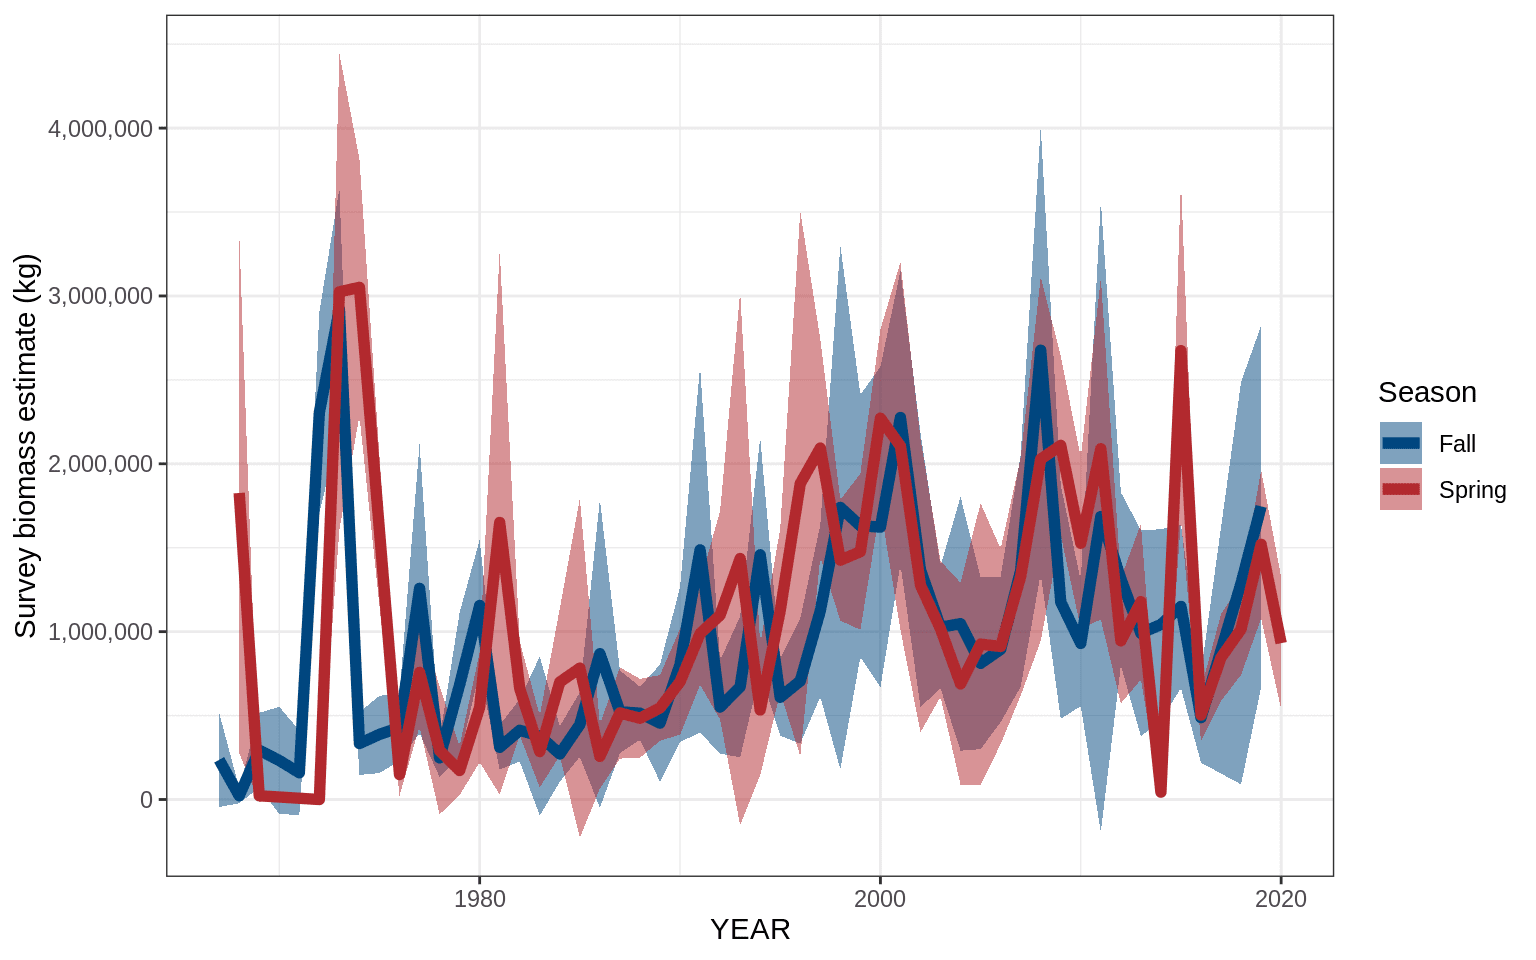 4,000,000
3,000,000
2,000,000
1,000,000
0
Survey biomass estimate (kg)
1980
2000
2020
YEAR
Season
Fall
Spring